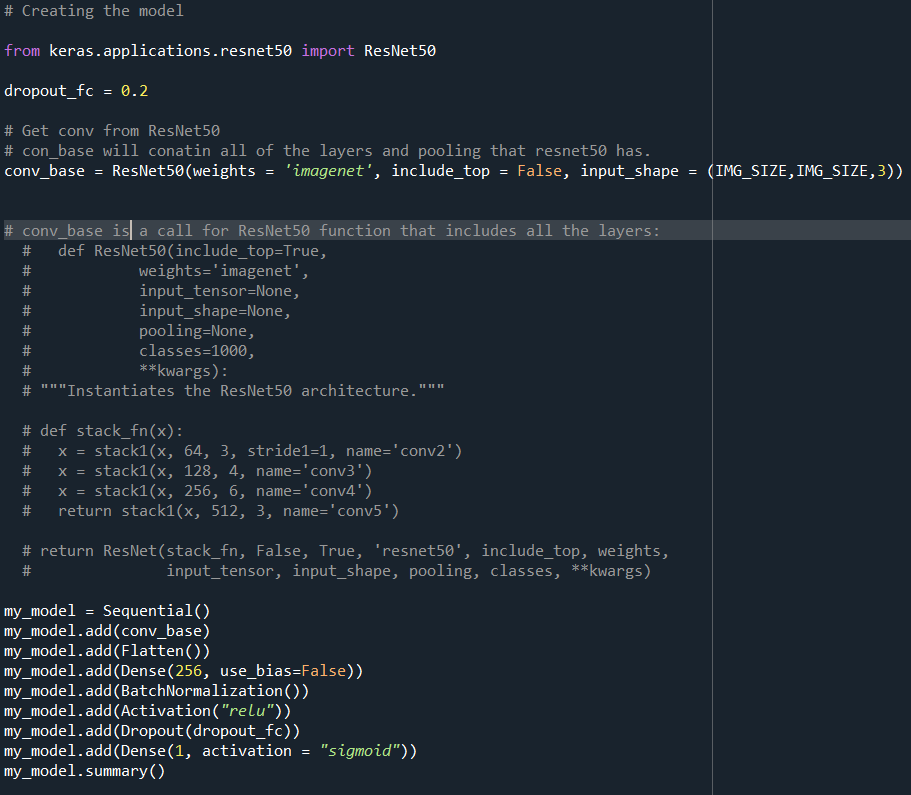 # Creating the model
from keras.applications.resnet50 import ResNet50
dropout_fc = 0.2
# Get conv from ResNet50
# con_base will conatin all of the layers and pooling that resnet50 has.
conv_base = ResNet50(weights = 'imagenet', include_top = False, input_shape = (IMG_SIZE,IMG_SIZE,3))
# conv_base is a call for ResNet50 function that includes all the layers:
#   def ResNet50(include_top=True,
#            weights='imagenet',
#            input_tensor=None,
#            input_shape=None,
#            pooling=None,
#            classes=1000,
#            **kwargs):
# """Instantiates the ResNet50 architecture."""
# def stack_fn(x):
#   x = stack1(x, 64, 3, stride1=1, name='conv2')
#   x = stack1(x, 128, 4, name='conv3')
#   x = stack1(x, 256, 6, name='conv4')
#   return stack1(x, 512, 3, name='conv5')
# return ResNet(stack_fn, False, True, 'resnet50', include_top, weights,
#               input_tensor, input_shape, pooling, classes, **kwargs)
my_model = Sequential()
my_model.add(conv_base)
my_model.add(Flatten())
my_model.add(Dense(256, use_bias=False))
my_model.add(BatchNormalization())
my_model.add(Activation("relu"))
my_model.add(Dropout(dropout_fc))
my_model.add(Dense(1, activation = "sigmoid"))
my_model.summary()